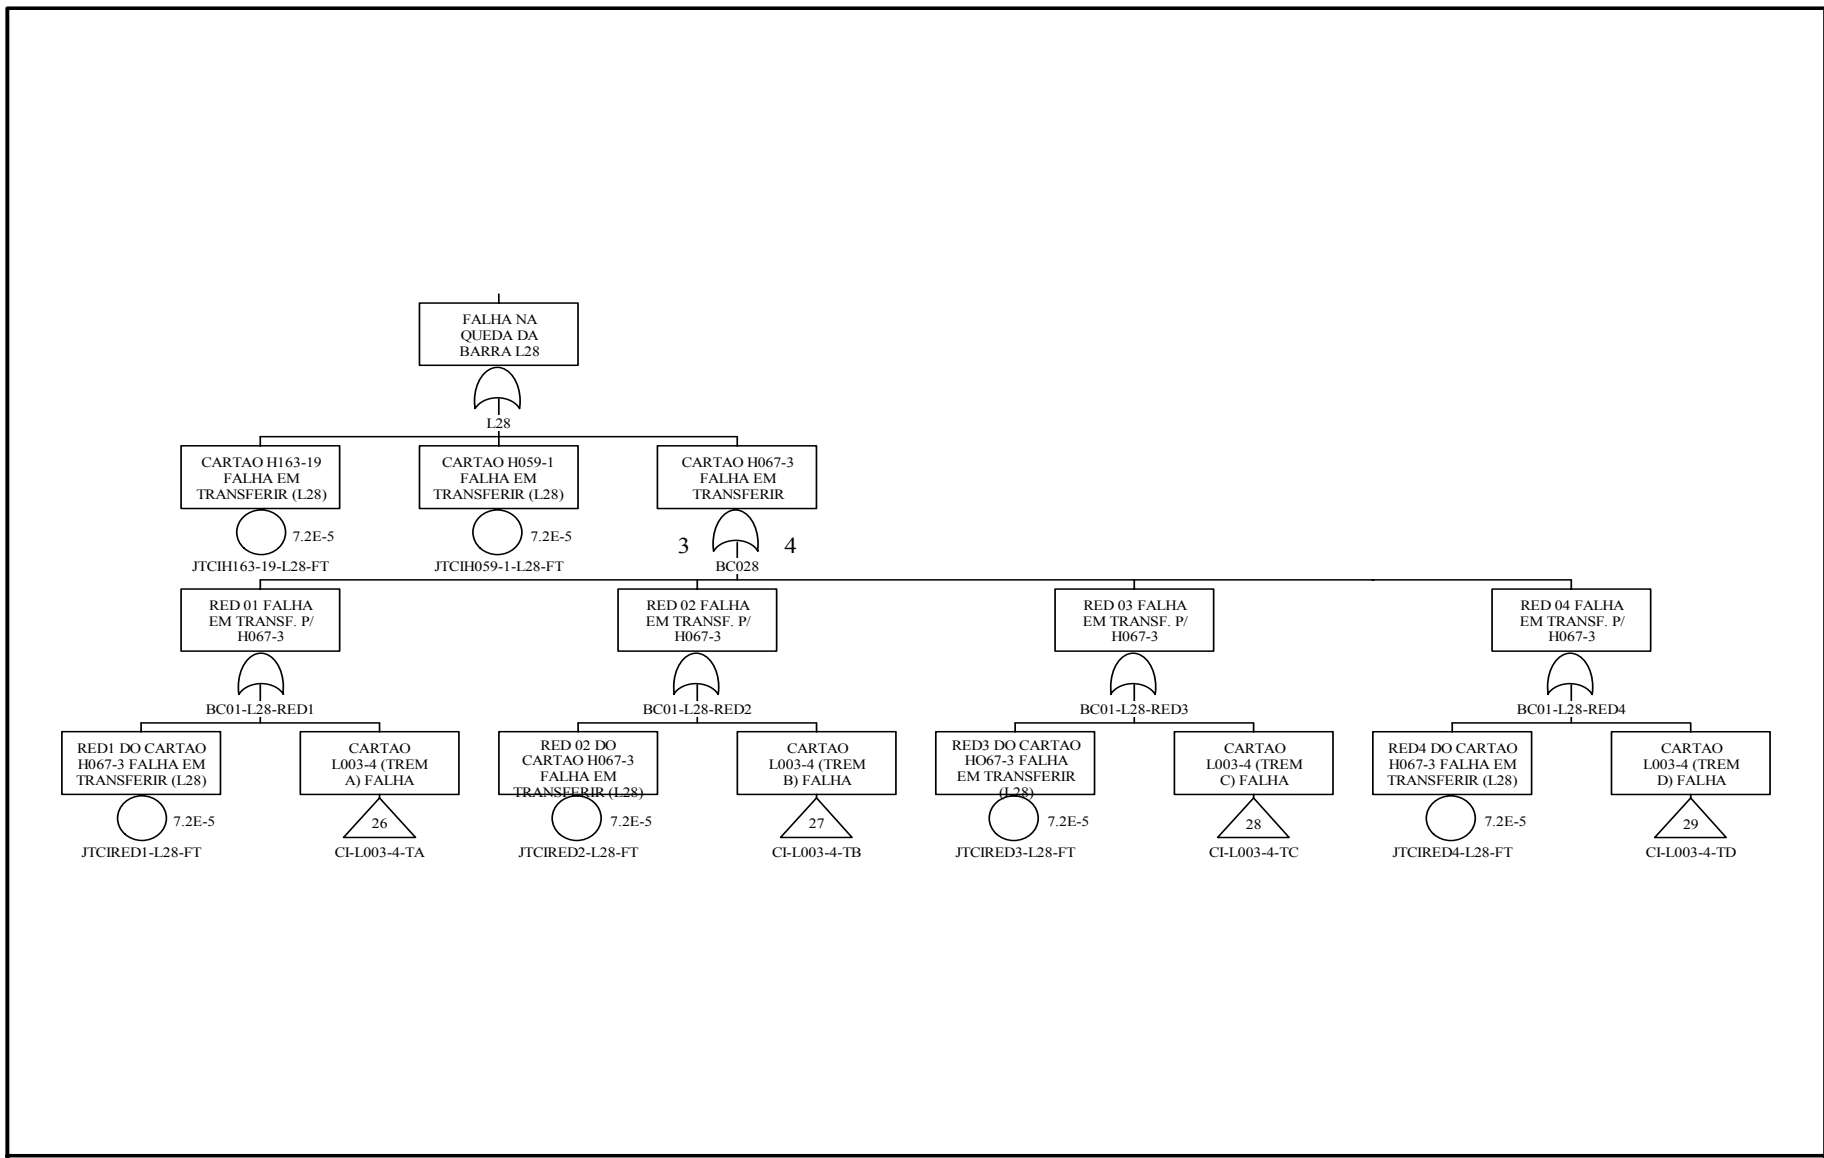 FALHA NA
QUEDA DA
BARRA L28
L28
CARTAO H163-19
FALHA EM
TRANSFERIR (L28)
7.2E-5
JTCIH163-19-L28-FT
CARTAO H059-1
FALHA EM
TRANSFERIR (L28)
7.2E-5
JTCIH059-1-L28-FT
CARTAO H067-3
FALHA EM
TRANSFERIR
3 4
BC028
RED 01 FALHA
EM TRANSF. P/
H067-3
BC01-L28-RED1
RED 02 FALHA
EM TRANSF. P/
H067-3
BC01-L28-RED2
RED 03 FALHA
EM TRANSF. P/
H067-3
BC01-L28-RED3
RED 04 FALHA
EM TRANSF. P/
H067-3
BC01-L28-RED4
RED1 DO CARTAO
H067-3 FALHA EM
TRANSFERIR (L28)
7.2E-5
JTCIRED1-L28-FT
CARTAO
L003-4 (TREM
A) FALHA
26
CI-L003-4-TA
RED 02 DO
CARTAO H067-3
FALHA EM
TRANSFERIR (L28)
7.2E-5
JTCIRED2-L28-FT
CARTAO
L003-4 (TREM
B) FALHA
27
CI-L003-4-TB
RED3 DO CARTAO
HO67-3 FALHA
EM TRANSFERIR
(L28)
7.2E-5
JTCIRED3-L28-FT
CARTAO
L003-4 (TREM
C) FALHA
28
CI-L003-4-TC
RED4 DO CARTAO
H067-3 FALHA EM
TRANSFERIR (L28)
7.2E-5
JTCIRED4-L28-FT
CARTAO
L003-4 (TREM
D) FALHA
29
CI-L003-4-TD